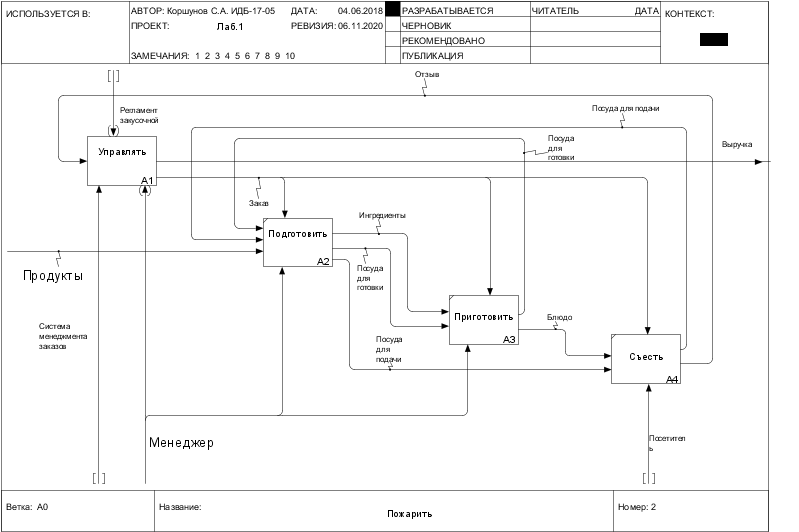 ИСПОЛЬЗУЕТСЯ В:
АВТОР: Коршунов С.А. ИДБ-17-05
ДАТА: 04.06.2018
РАЗРАБАТЫВАЕТСЯ
ЧИТАТЕЛЬ
ДАТА
КОНТЕКСТ:
ПРОЕКТ: Лаб.1
РЕВИЗИЯ: 06.11.2020
ЧЕРНОВИК
РЕКОМЕНДОВАНО
ЗАМЕЧАНИЯ: 1 2 3 4 5 6 7 8 9 10
ПУБЛИКАЦИЯ
Отзыв
Регламент
закусочной
Посуда для подачи
Посуда
для
готовки
Выручка
Управлять
A1
Заказ
Ингредиенты
Подготовить
A2
Продукты
Посуда
для
готовки
Приготовить
A3
Блюдо
Система
менеджмента
заказов
Посуда
для
подачи
Съесть
A4
Менеджер
Посетител
ь
Ветка: A0
Название:
Пожарить
Номер: 2